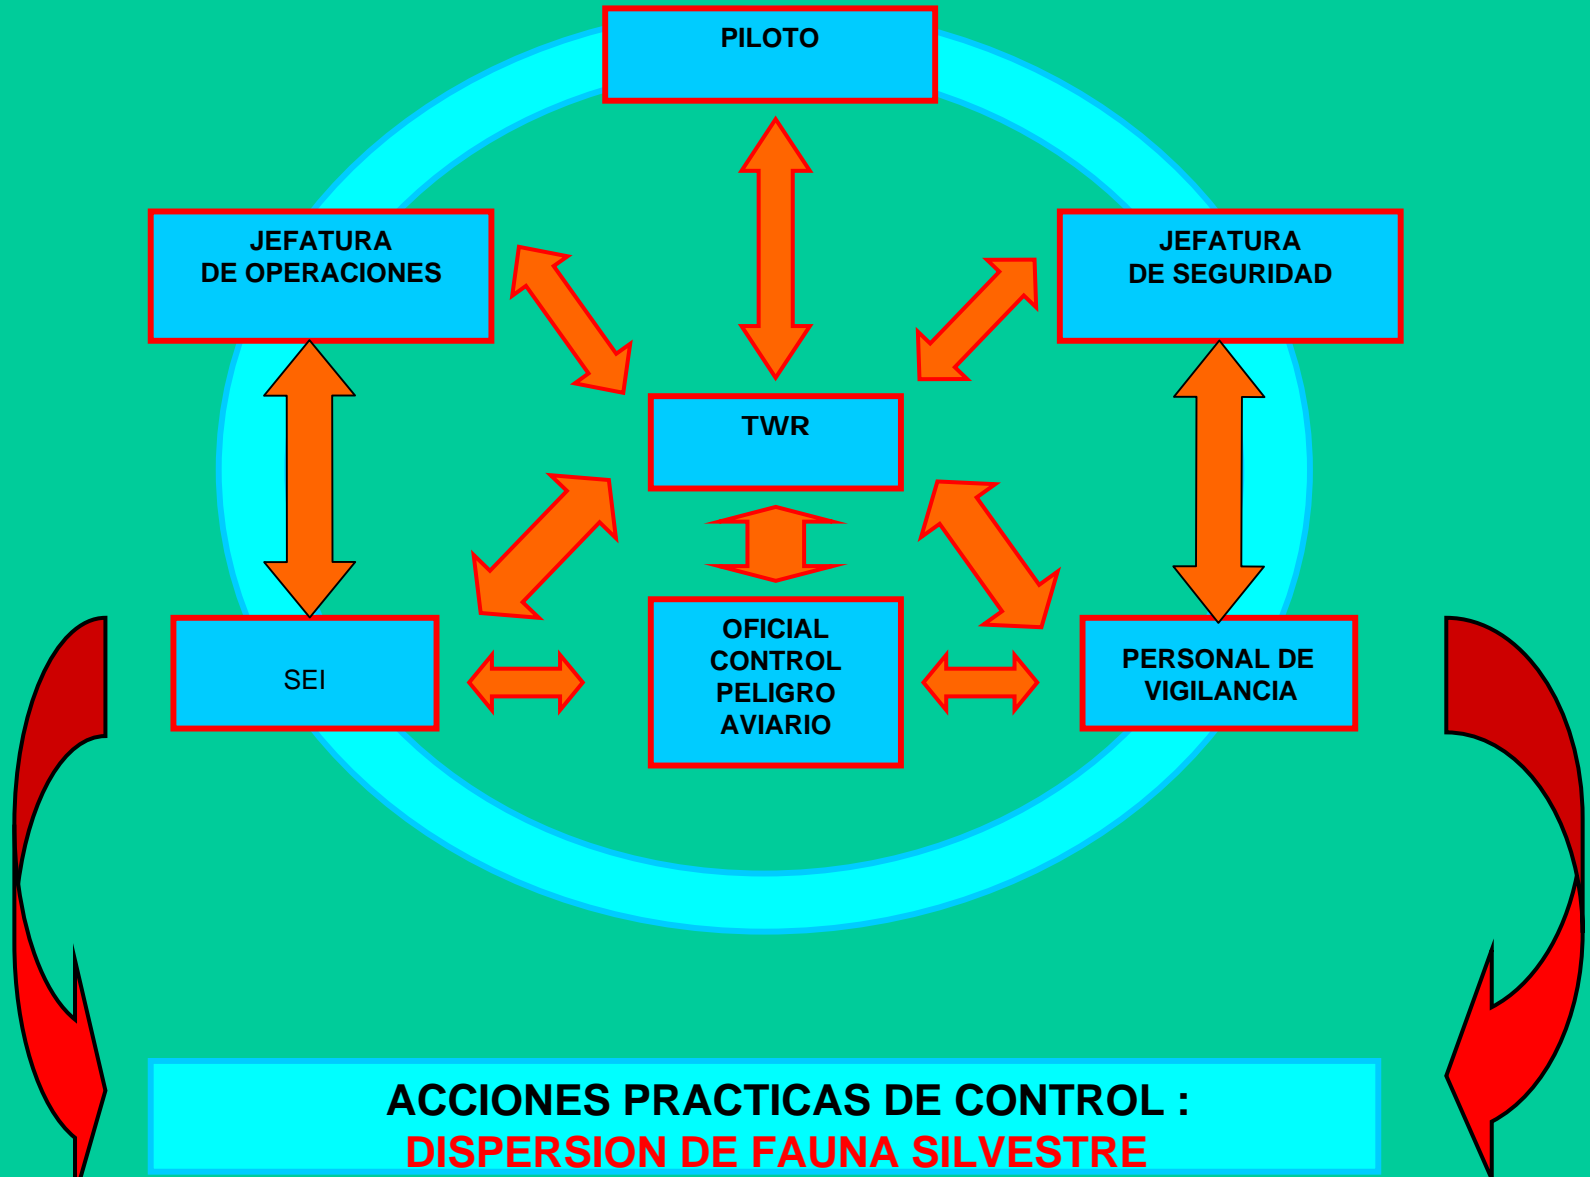 PILOTO
JEFATURA
DE OPERACIONES
JEFATURA
DE SEGURIDAD
TWR
SEI
OFICIAL
CONTROL
PELIGRO
AVIARIO
PERSONAL DE
VIGILANCIA
ACCIONES PRACTICAS DE CONTROL :
DISPERSION DE FAUNA SILVESTRE